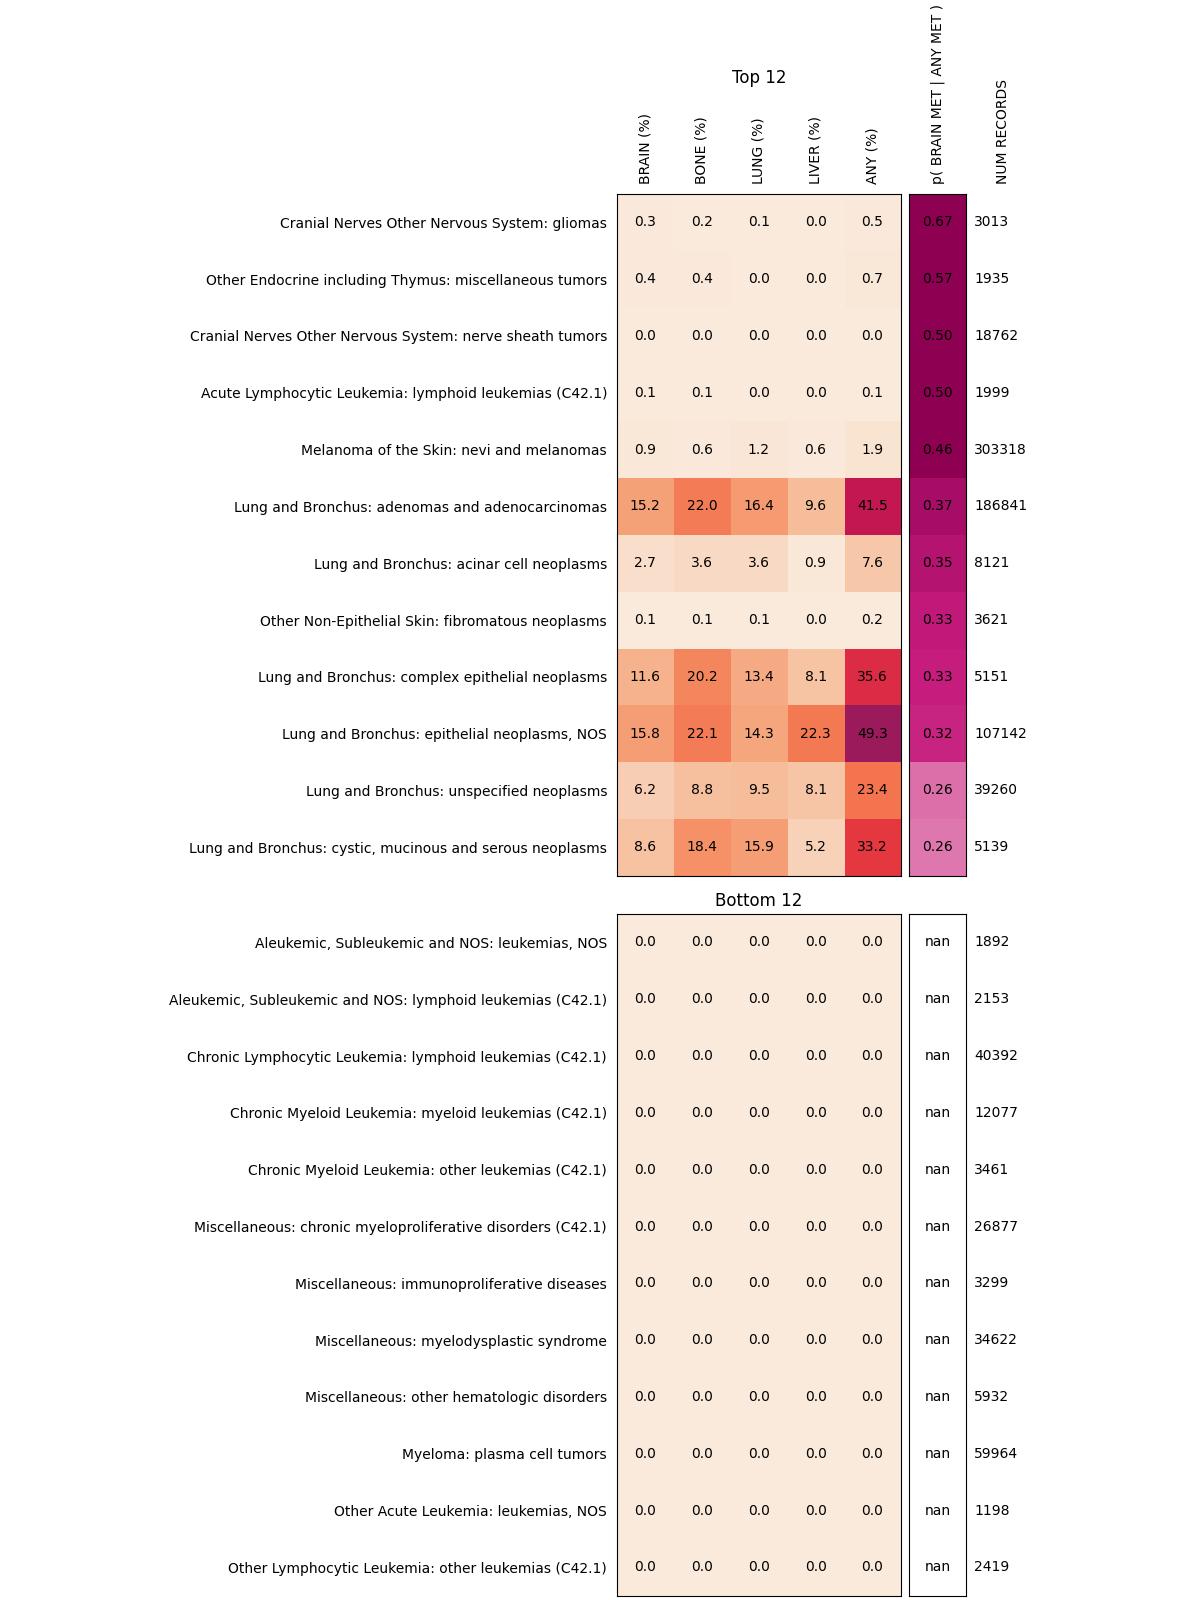 Top 12
BRAIN (%) BONE (%) LUNG (%) LIVER (%) ANY (%) p( BRAIN MET | ANY MET ) NUM RECORDS
Cranial Nerves Other Nervous System: gliomas 0.3 0.2 0.1 0.0 0.5 0.67 3013
Other Endocrine including Thymus: miscellaneous tumors 0.4 0.4 0.0 0.0 0.7 0.57 1935
Cranial Nerves Other Nervous System: nerve sheath tumors 0.0 0.0 0.0 0.0 0.0 0.50 18762
Acute Lymphocytic Leukemia: lymphoid leukemias (C42.1) 0.1 0.1 0.0 0.0 0.1 0.50 1999
Melanoma of the Skin: nevi and melanomas 0.9 0.6 1.2 0.6 1.9 0.46 303318
Lung and Bronchus: adenomas and adenocarcinomas 15.2 22.0 16.4 9.6 41.5 0.37 186841
Lung and Bronchus: acinar cell neoplasms 2.7 3.6 3.6 0.9 7.6 0.35 8121
Other Non-Epithelial Skin: fibromatous neoplasms 0.1 0.1 0.1 0.0 0.2 0.33 3621
Lung and Bronchus: complex epithelial neoplasms 11.6 20.2 13.4 8.1 35.6 0.33 5151
Lung and Bronchus: epithelial neoplasms, NOS 15.8 22.1 14.3 22.3 49.3 0.32 107142
Lung and Bronchus: unspecified neoplasms 6.2 8.8 9.5 8.1 23.4 0.26 39260
Lung and Bronchus: cystic, mucinous and serous neoplasms 8.6 18.4 15.9 5.2 33.2 0.26 5139
Bottom 12
Aleukemic, Subleukemic and NOS: leukemias, NOS 0.0 0.0 0.0 0.0 0.0 nan 1892
Aleukemic, Subleukemic and NOS: lymphoid leukemias (C42.1) 0.0 0.0 0.0 0.0 0.0 nan 2153
Chronic Lymphocytic Leukemia: lymphoid leukemias (C42.1) 0.0 0.0 0.0 0.0 0.0 nan 40392
Chronic Myeloid Leukemia: myeloid leukemias (C42.1) 0.0 0.0 0.0 0.0 0.0 nan 12077
Chronic Myeloid Leukemia: other leukemias (C42.1) 0.0 0.0 0.0 0.0 0.0 nan 3461
Miscellaneous: chronic myeloproliferative disorders (C42.1) 0.0 0.0 0.0 0.0 0.0 nan 26877
Miscellaneous: immunoproliferative diseases 0.0 0.0 0.0 0.0 0.0 nan 3299
Miscellaneous: myelodysplastic syndrome 0.0 0.0 0.0 0.0 0.0 nan 34622
Miscellaneous: other hematologic disorders 0.0 0.0 0.0 0.0 0.0 nan 5932
Myeloma: plasma cell tumors 0.0 0.0 0.0 0.0 0.0 nan 59964
Other Acute Leukemia: leukemias, NOS 0.0 0.0 0.0 0.0 0.0 nan 1198
Other Lymphocytic Leukemia: other leukemias (C42.1) 0.0 0.0 0.0 0.0 0.0 nan 2419